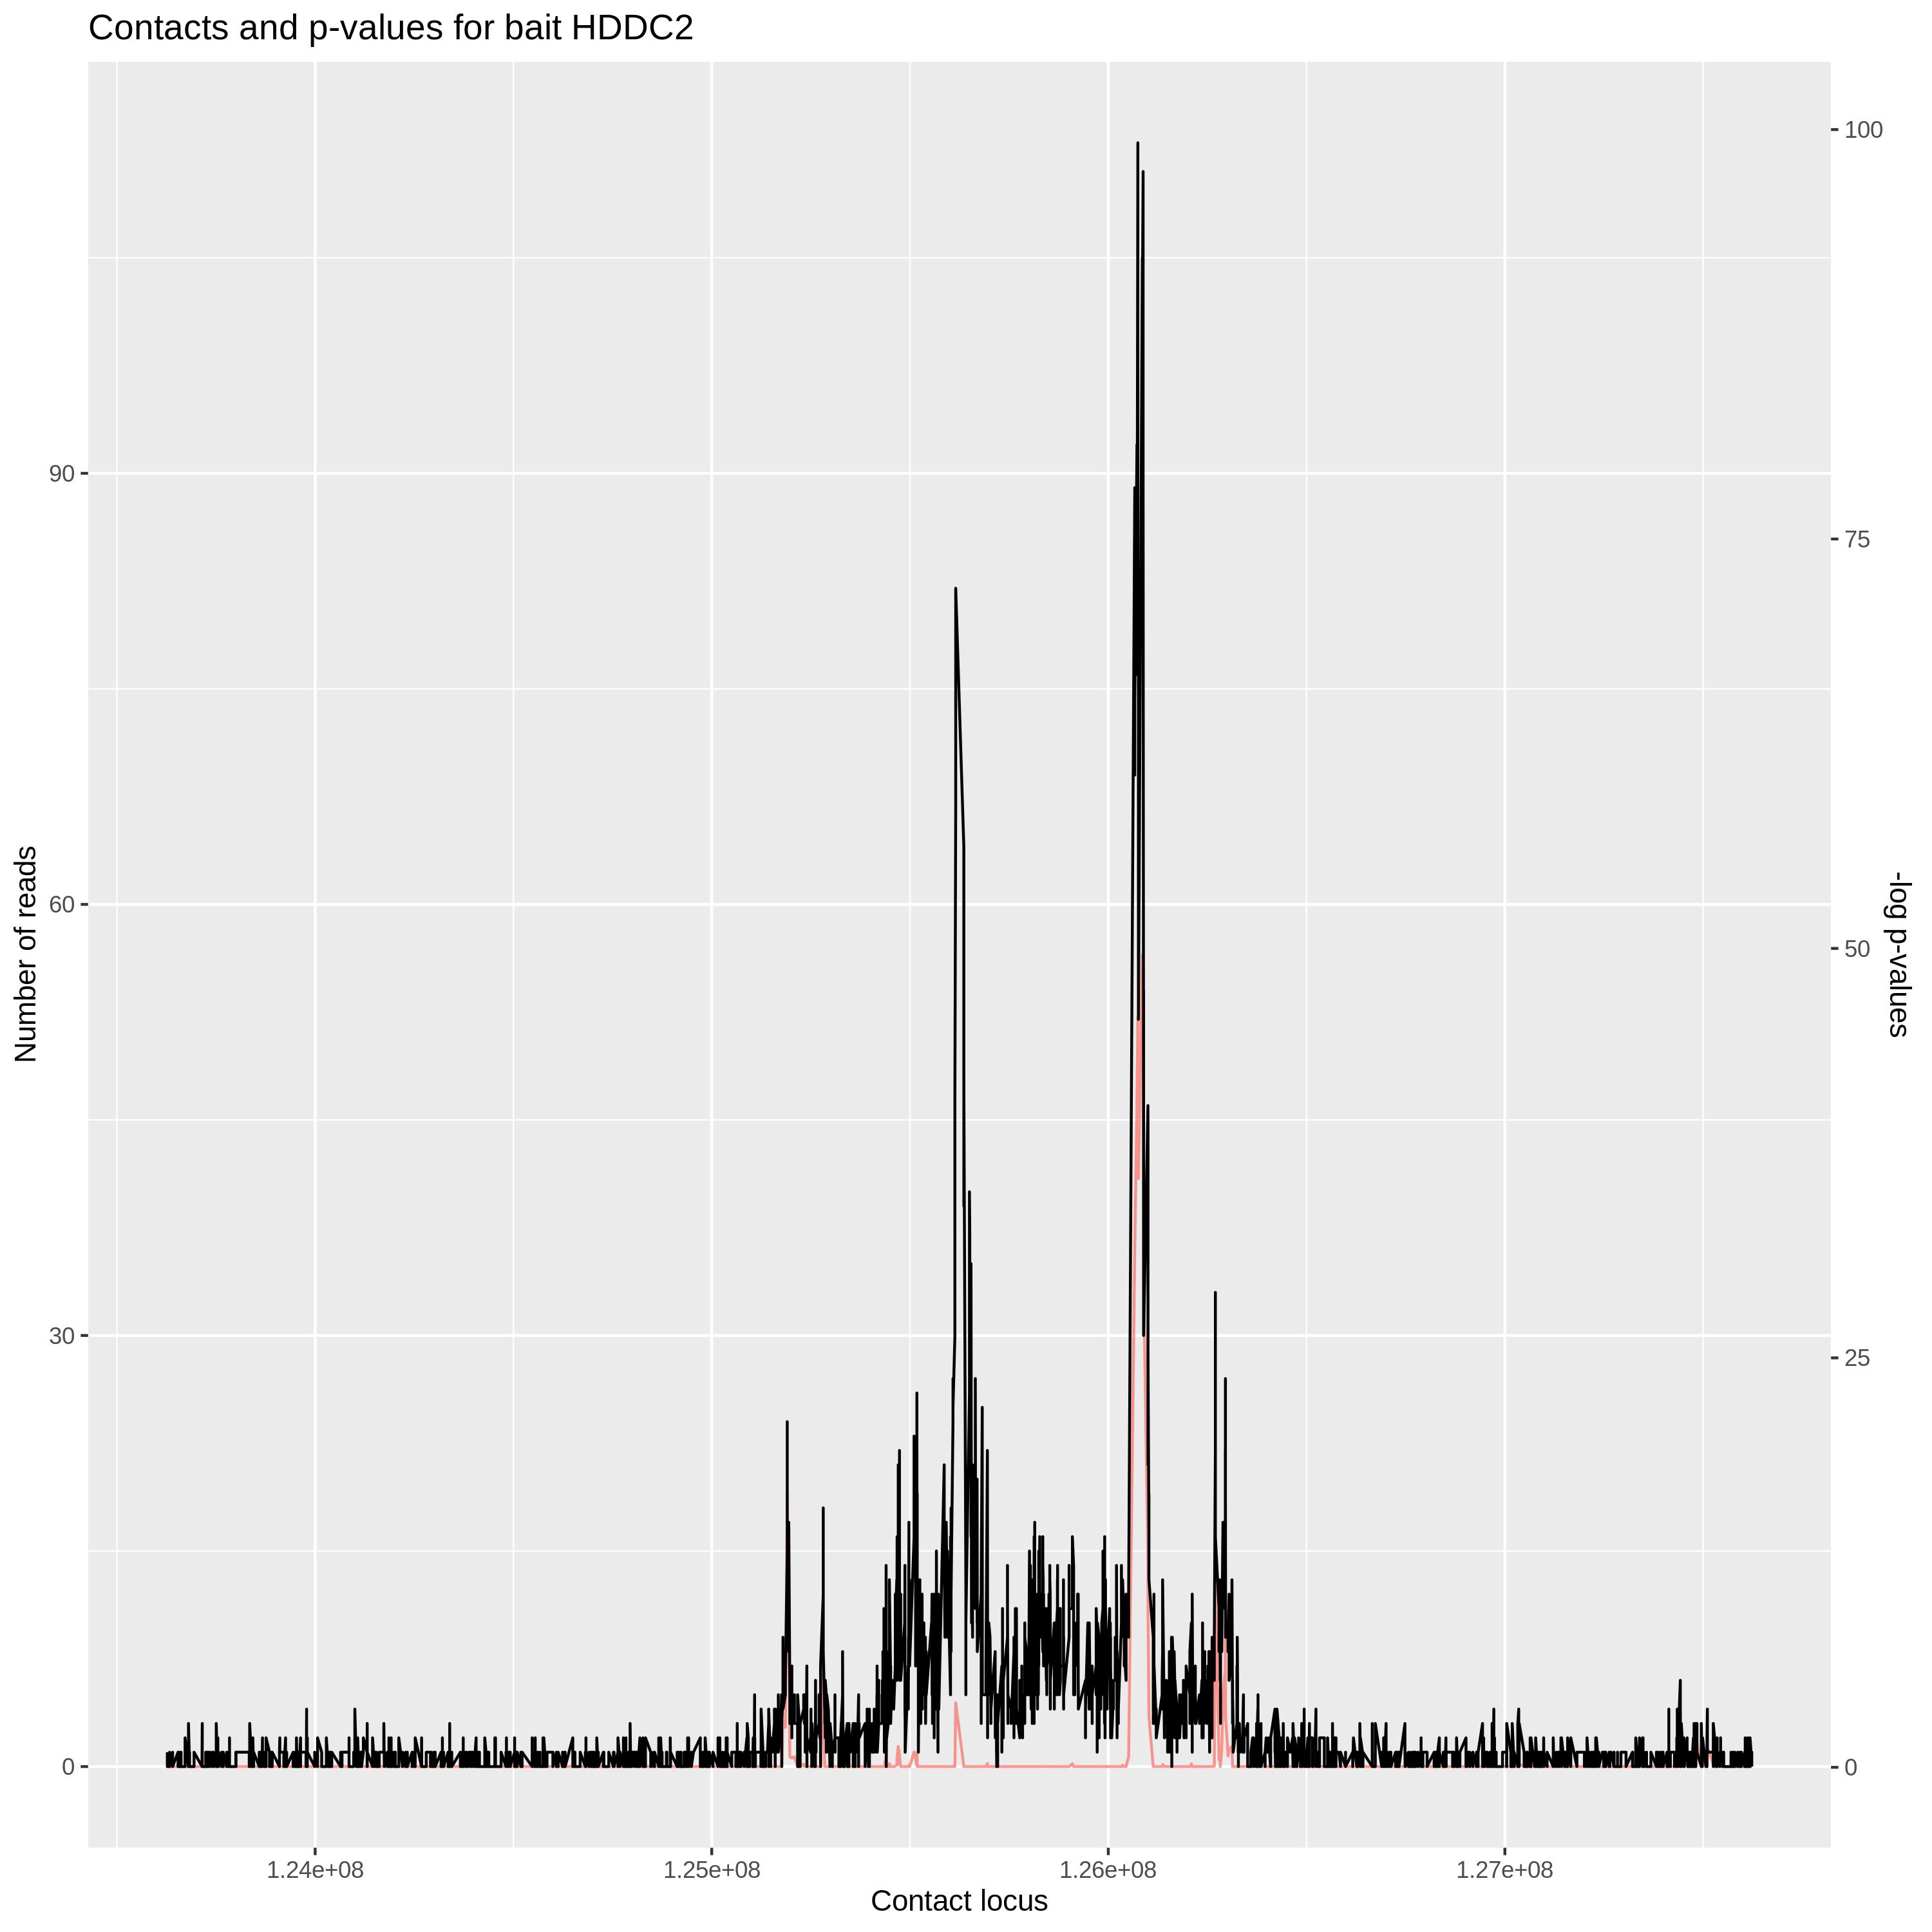 Contacts and p-values for bait HDDC2
Number of reads
90
60
30
0
100
75
50
25
0
-log p-values
1.24e+08
1.25e+08
1.26e+08
1.27e+08
Contact locus